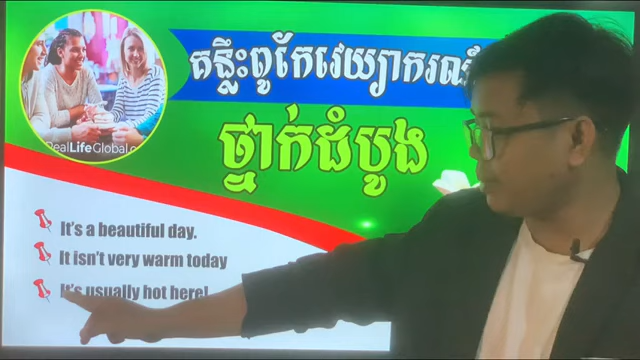 គន្លឹះពូកែវេយ្យាករណ៍
ថ្នាក់ដំបូង
RealLifeGlobal.c
It's a beautiful day.
It isn't very warm today
It's usually hot here!